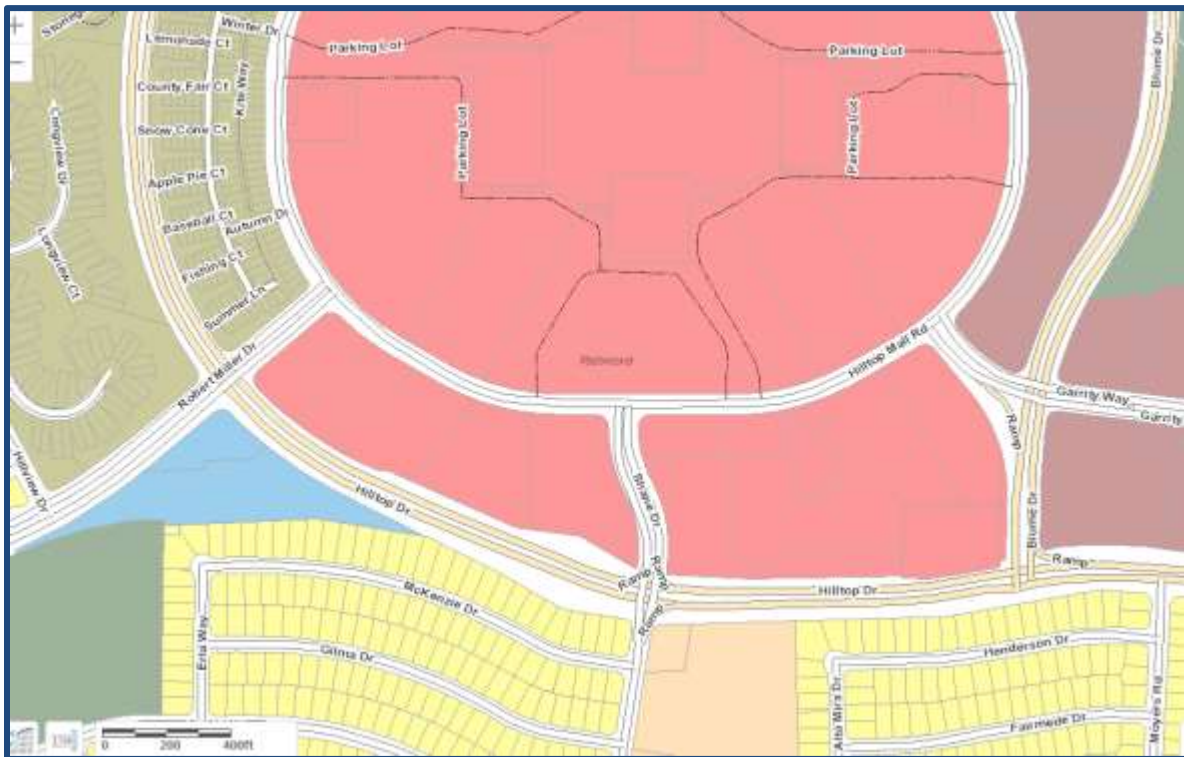 Winter Dr
Lemonade Ct
Parking Lot
Parking Lot
Blume Dr
County Fair Ct
Kite Way
Longview Dr
Snow Cone Ct
Parking Lot
Parking Lot
Apple Pie Ct
Baseball Ct
Autumn Dr
Longview Ct
Fishing Ct
Summer Ln
Robert Miller Dr
Richmond
Hilltop Mall Rd
Garrity Way
Garrity
Ramp
Hillview Dr
Hilltop Dr
Shane Dr
Blume Dr
Ramp
Ramp
Ramp
Ramp
Hilltop Dr
McKenzie Dr
Erla Way
Gilma Dr
Henderson Dr
Alta Mira Dr
Fairmede Dr
Moyers Rd
0 200 400ft